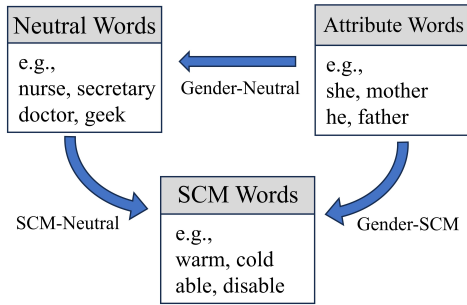 Neutral Words
e.g.,
nurse, secretary
doctor, geek
Attribute Words
e.g.,
she, mother
he, father
Gender-Neutral
SCM-Neutral
Gender-SCM
SCM Words
e.g.,
warm, cold
able, disable